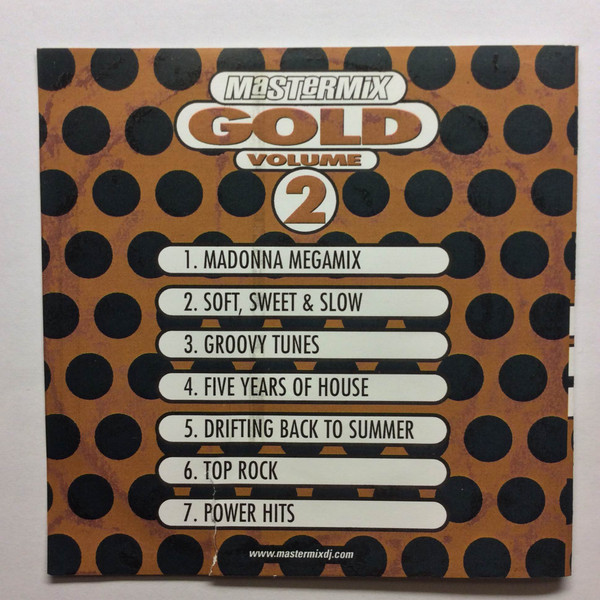 MaSTeRMiX
GOLD
VOLUME
2
1. MADONNA MEGAMIX
2. SOFT, SWEET & SLOW
3. GROOVY TUNES
4. FIVE YEARS OF HOUSE
5. DRIFTING BACK TO SUMMER
6. TOP ROCK
7. POWER HITS
www.mastermixdj.com